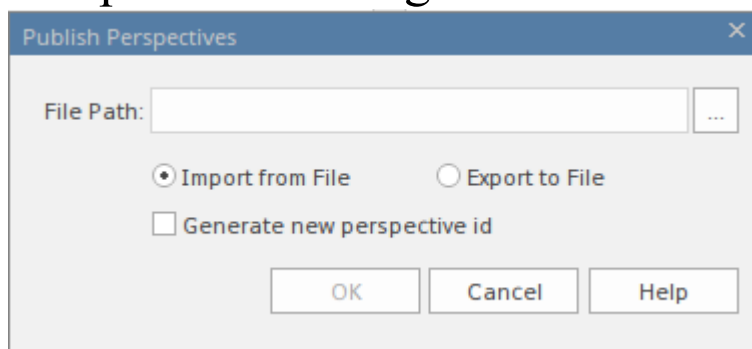 Publish Perspectives ×
File Path: ...
Import from File Export to File
Generate new perspective id
OK Cancel Help